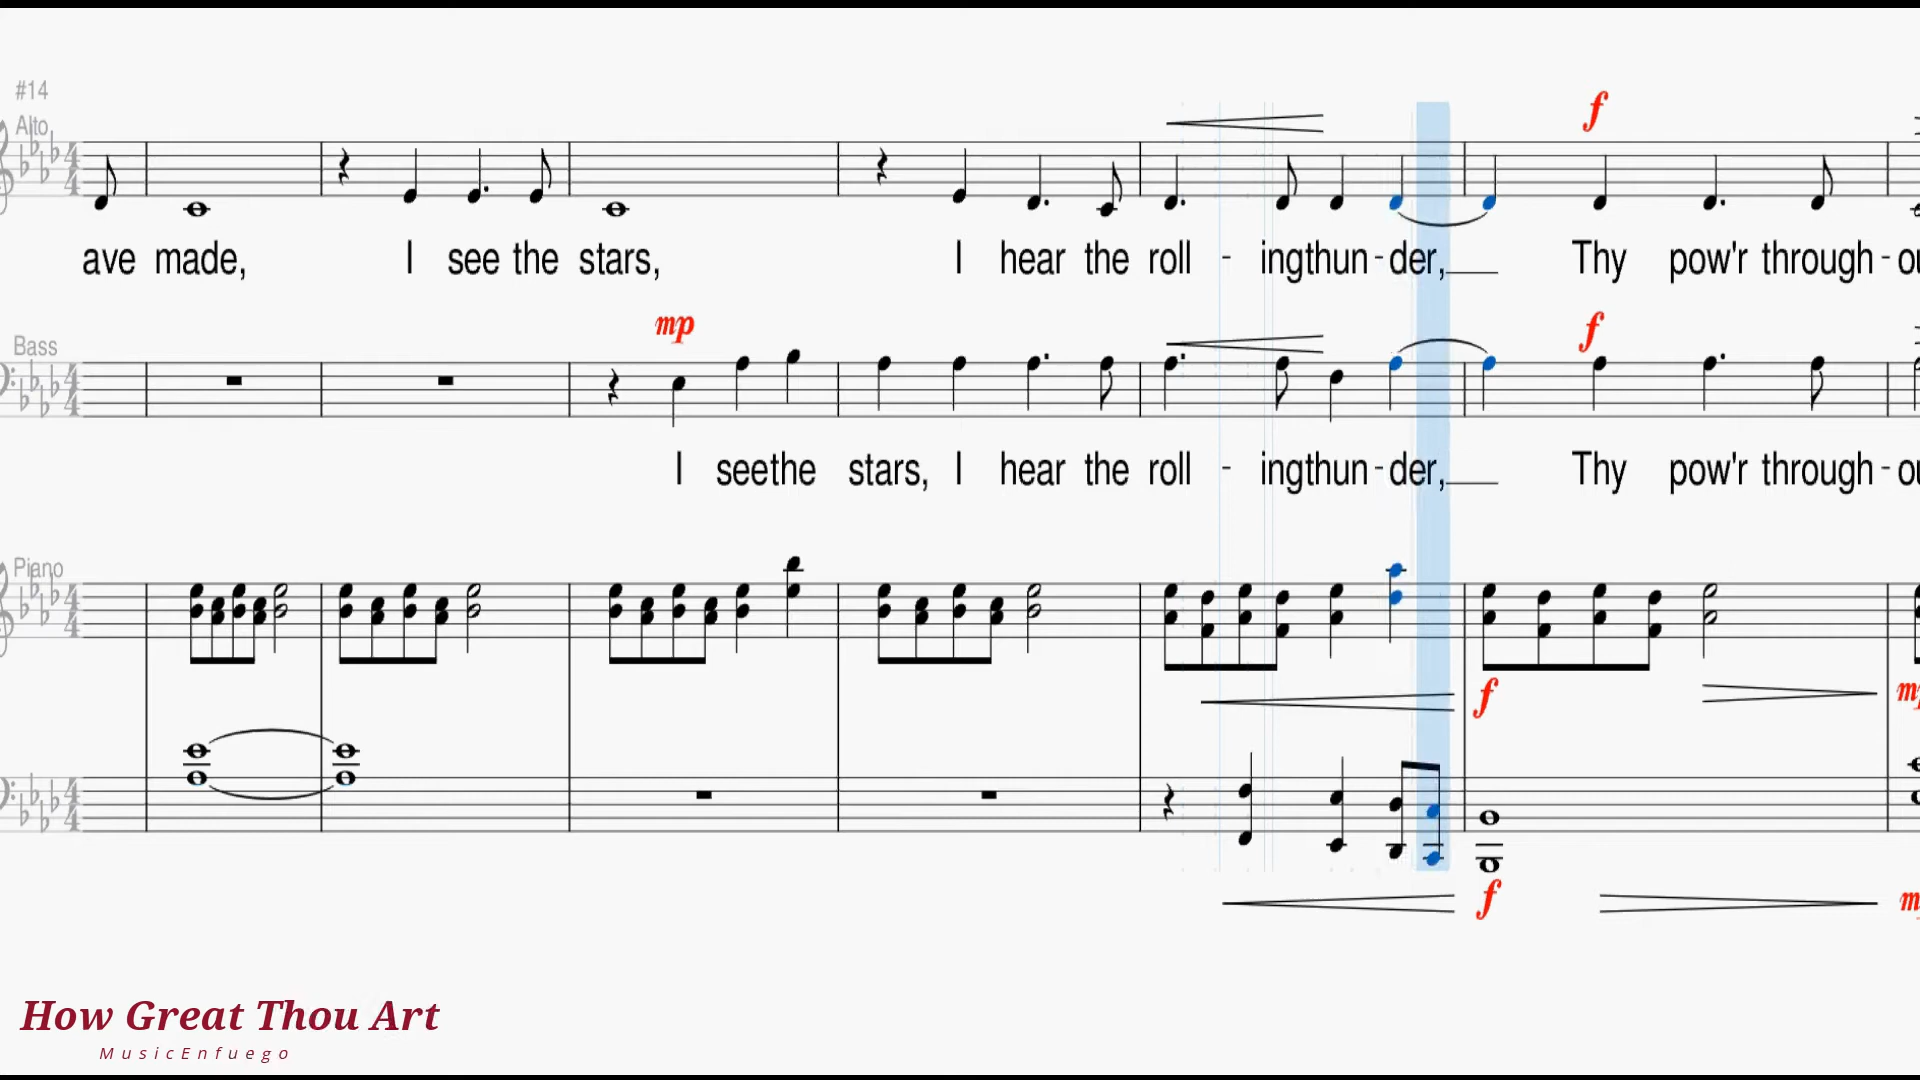 #14
Alto
f
ave made, I see the stars, I hear the roll - ingthun-der, Thy pow'r through-ou
Bass
mp
f
I seethe stars, I hear the roll - ingthun-der, Thy pow'r through-ou
Piano
f
f
How Great Thou Art
MusicEnfuego